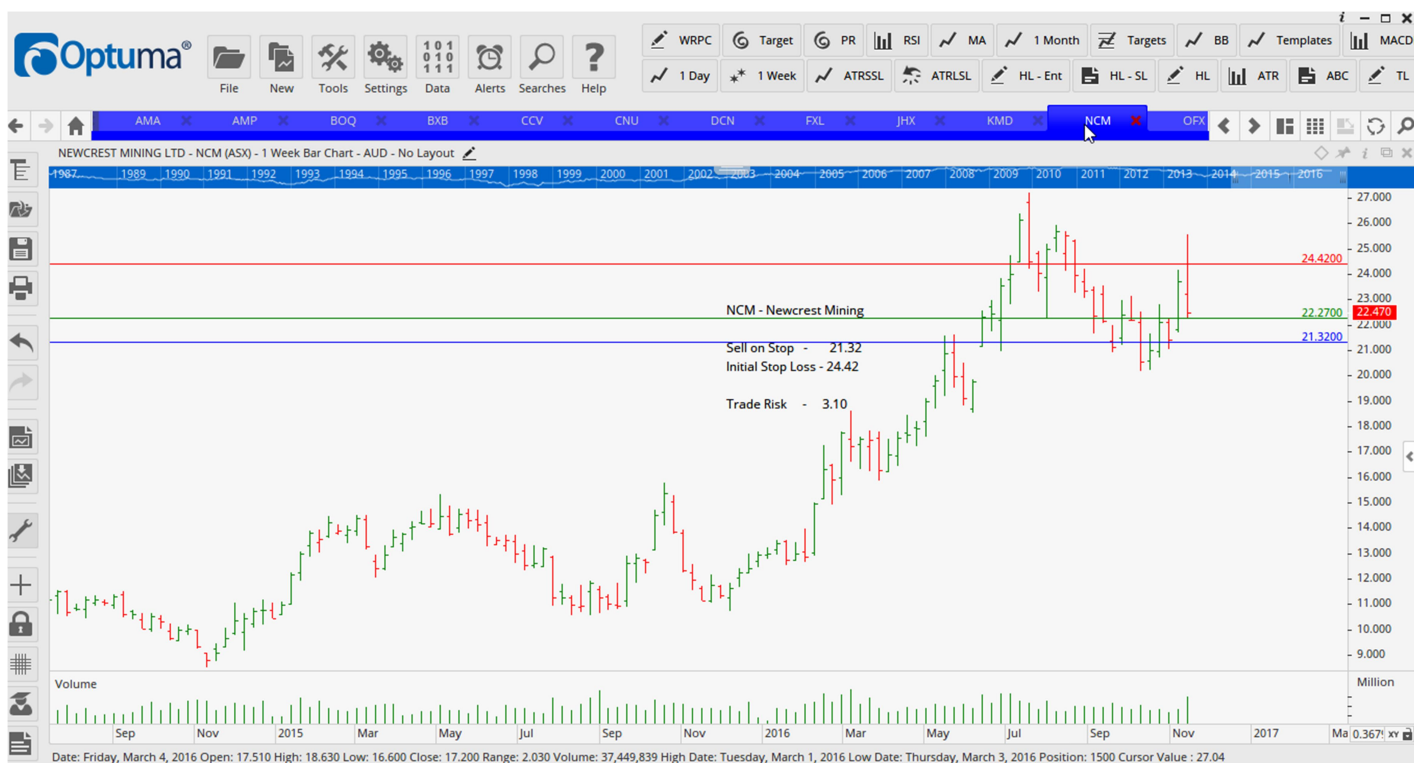 Optuma®
File New Tools Settings Data Alerts Searches Help
WRPC Target PR RSI MA 1 Month Targets BB Templates MACD
1 Day 1 Week ATRSSL ATRLSL HL - Ent HL - SL HL ATR ABC TL
AMA AMP BOQ BXB CCV CNU DCN FXL JHX KMD NCM OFX
NEWCREST MINING LTD - NCM (ASX) - 1 Week Bar Chart - AUD - No Layout
1987 1989 1990 1991 1992 1993 1994 1995 1996 1997 1998 1999 2000 2001 2002 2003 2004 2005 2006 2007 2008 2009 2010 2011 2012 2013 2014 2015 2016
27.000
26.000
25.000
24.4200
24.000
23.000
NCM - Newcrest Mining
22.2700
22.470
22.000
21.3200
21.000
Sell on Stop - 21.32
Initial Stop Loss - 24.42
20.000
19.000
Trade Risk - 3.10
18.000
17.000
16.000
15.000
14.000
13.000
12.000
11.000
10.000
9.000
Volume
Million
Sep Nov 2015 Mar May Jul Sep Nov 2016 Mar May Jul Sep Nov 2017 Ma 0.367 XY
Date: Friday, March 4, 2016 Open: 17.510 High: 18.630 Low: 16.600 Close: 17.200 Range: 2.030 Volume: 37,449,839 High Date: Tuesday, March 1, 2016 Low Date: Thursday, March 3, 2016 Position: 1500 Cursor Value : 27.04